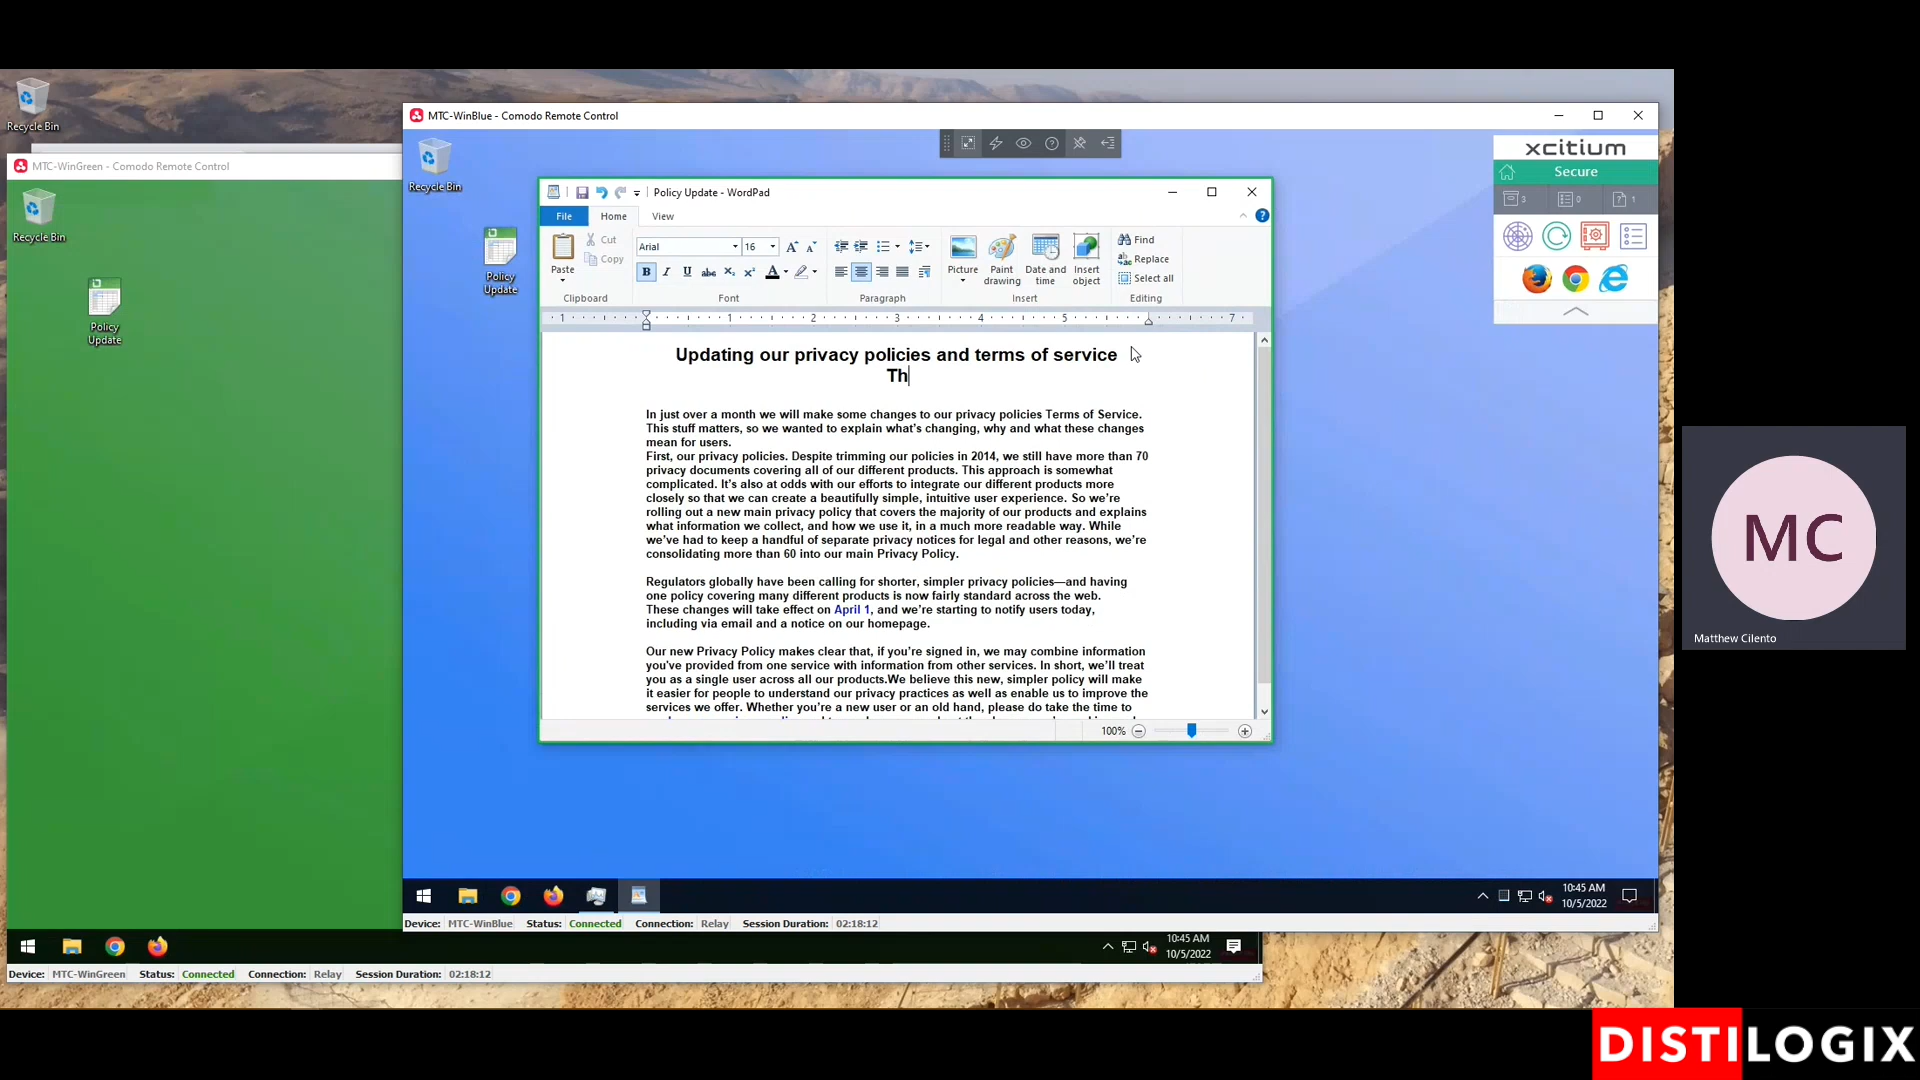 Recycle Bin
MTC-WinGreen - Comodo Remote Control
Recycle Bin
Policy
Update
MTC-WinBlue - Comodo Remote Control
Recycle Bin
Policy
Update
xcitium
Secure
3
0
1
Policy Update - WordPad
File
Home
View
Paste
Cut
Copy
Clipboard
Arial
16
Font
Paragraph
Picture
Paint
drawing
Date and
time
Insert
object
Insert
Find
Replace
Select all
Editing
1 1 2 3 4 5 7
Updating our privacy policies and terms of service
Th
In just over a month we will make some changes to our privacy policies Terms of Service.
This stuff matters, so we wanted to explain what's changing, why and what these changes
mean for users.
First, our privacy policies. Despite trimming our policies in 2014, we still have more than 70
privacy documents covering all of our different products. This approach is somewhat
complicated. It's also at odds with our efforts to integrate our different products more
closely so that we can create a beautifully simple, intuitive user experience. So we're
rolling out a new main privacy policy that covers the majority of our products and explains
what information we collect, and how we use it, in a much more readable way. While
we've had to keep a handful of separate privacy notices for legal and other reasons, we're
consolidating more than 60 into our main Privacy Policy.
Regulators globally have been calling for shorter, simpler privacy policies—and having
one policy covering many different products is now fairly standard across the web.
These changes will take effect on April 1, and we're starting to notify users today,
including via email and a notice on our homepage.
Our new Privacy Policy makes clear that, if you're signed in, we may combine information
you've provided from one service with information from other services. In short, we'll treat
you as a single user across all our products.We believe this new, simpler policy will make
it easier for people to understand our privacy practices as well as enable us to improve the
services we offer. Whether you're a new user or an old hand, please do take the time to
100%
10:45 AM
10/5/2022
Device: MTC-WinBlue Status: Connected Connection: Relay Session Duration: 02:18:12
10:45 AM
10/5/2022
Device: MTC-WinGreen Status: Connected Connection: Relay Session Duration: 02:18:12
MC
Matthew Cilento
DISTILOGIX